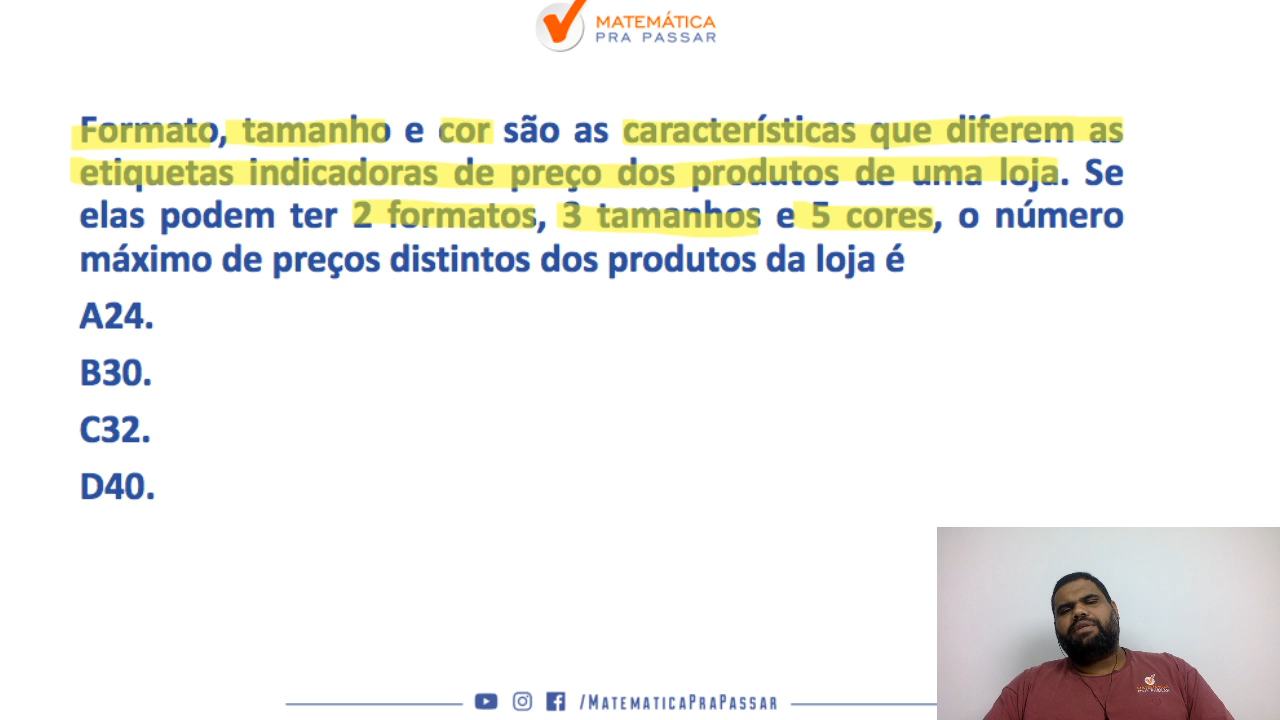 MATEMÁTICA
PRA PASSAR
Formato, tamanho e cor são as características que diferem as
etiquetas indicadoras de preço dos produtos de uma loja. Se
elas podem ter 2 formatos, 3 tamanhos e 5 cores, o número
máximo de preços distintos dos produtos da loja é
A24.
B30.
C32.
D40.
/MATEMATICAPRAPASSAR